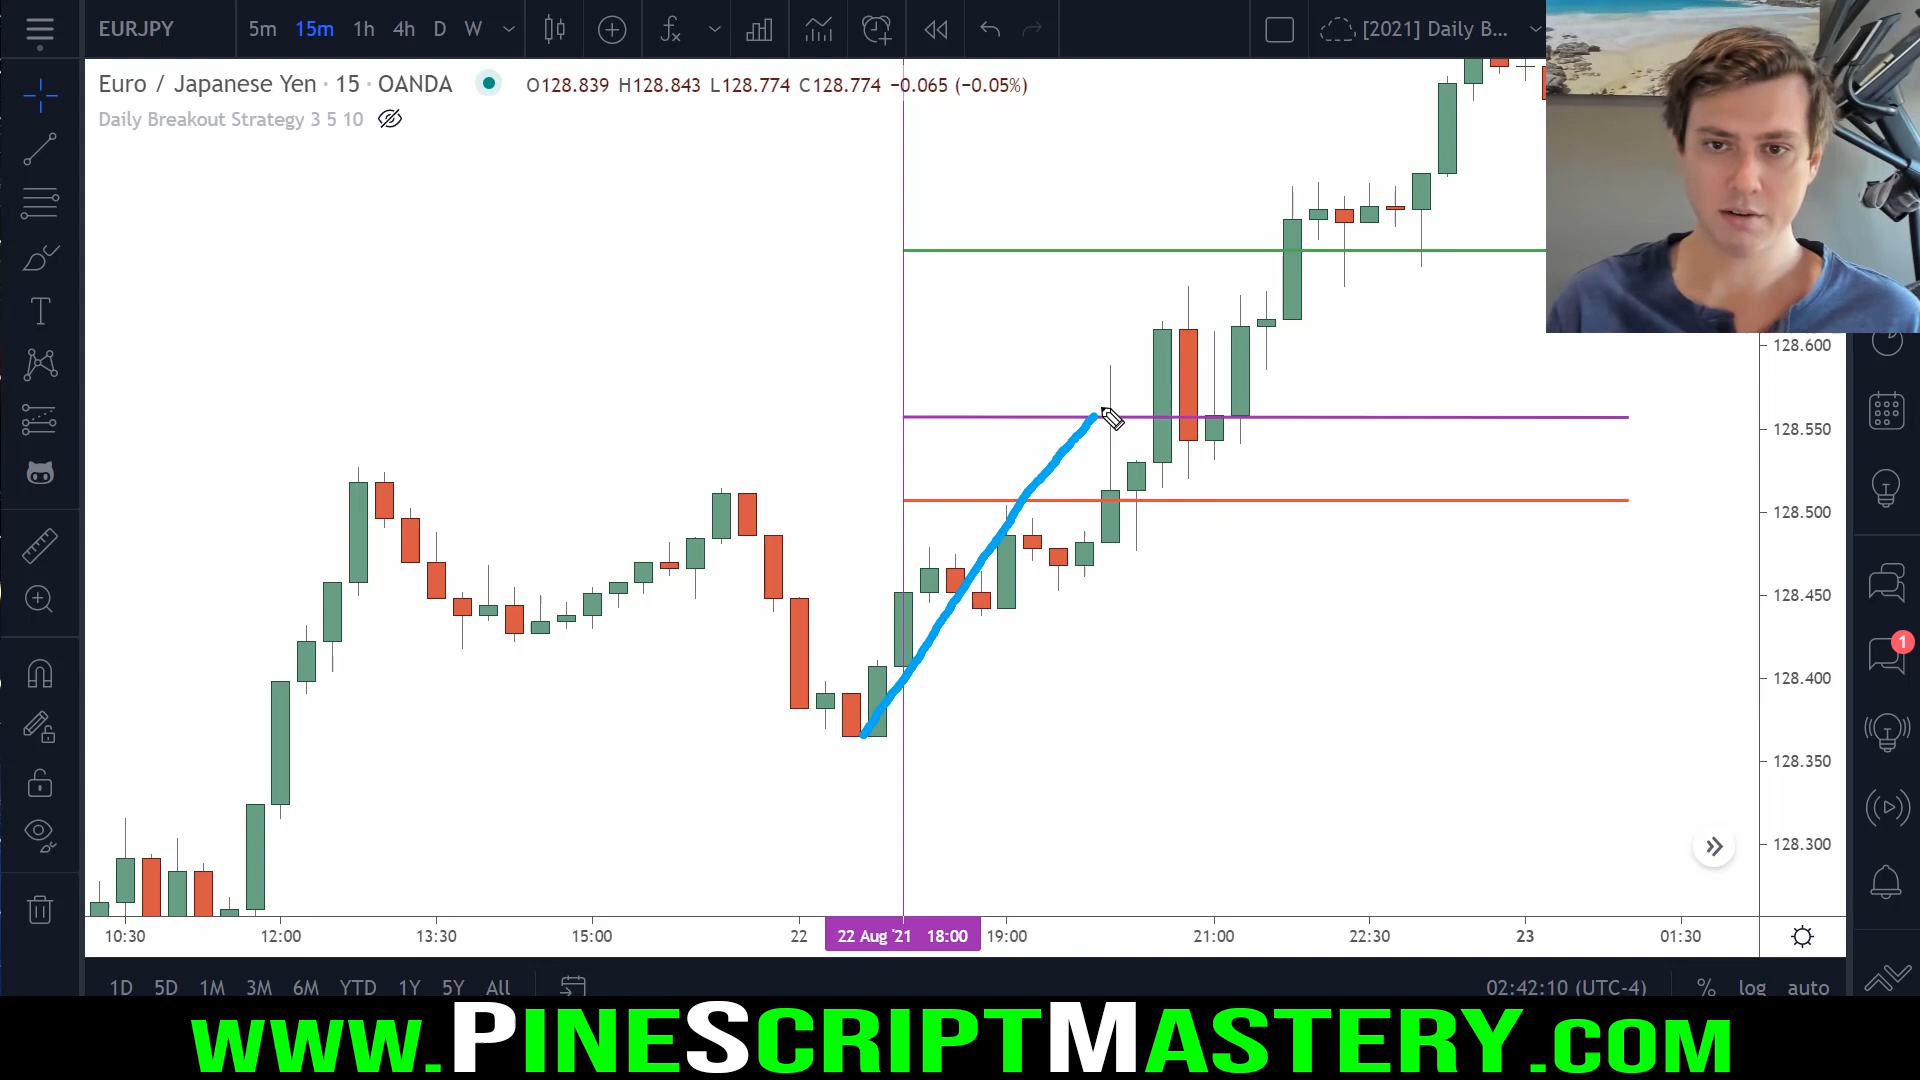 EURJPY 5m 15m 1h 4h D W [2021] Daily B...
Euro / Japanese Yen · 15 · OANDA O128.839 H128.843 L128.774 C128.774 −0.065 (−0.05%)
Daily Breakout Strategy 3 5 10
128.600
128.550
128.500
128.450
128.400
128.350
128.300
1
10:30 12:00 13:30 15:00 22 22 Aug '21 18:00 19:00 21:00 22:30 23 01:30
1D 5D 1M 3M 6M YTD 1Y 5Y All 02:42:10 (UTC-4) % log auto
www.PineScriptMastery.com